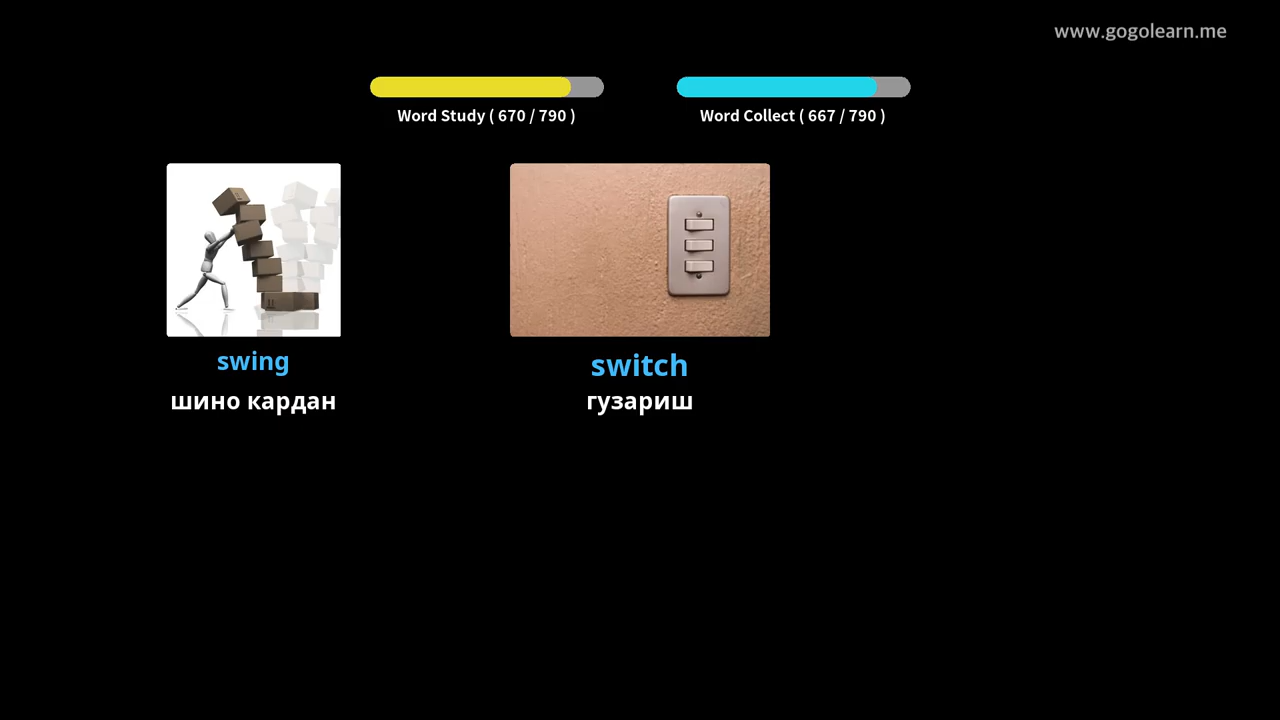 www.gogolearn.me
Word Study ( 670 / 790 )
Word Collect ( 667 / 790 )
swing
шино кардан
switch
гузариш